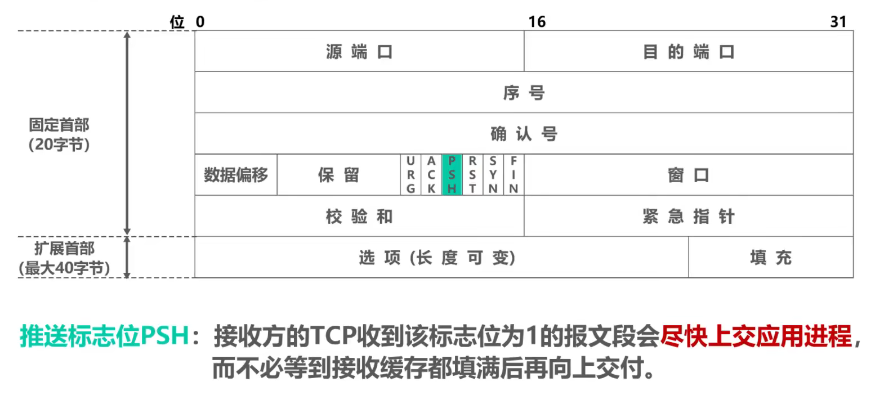 位 0 16 31
源 端 口 目 的 端 口
序 号
确 认 号
固定首部
(20字节)
数据偏移 保 留 URG ACK PSH RST SYN FIN 窗 口
校 验 和 紧 急 指 针
扩展首部
(最大40字节)
选 项 (长 度 可 变) 填 充
推送标志位PSH：接收方的TCP收到该标志位为1的报文段会尽快上交应用进程，
而不必等到接收缓存都填满后再向上交付。